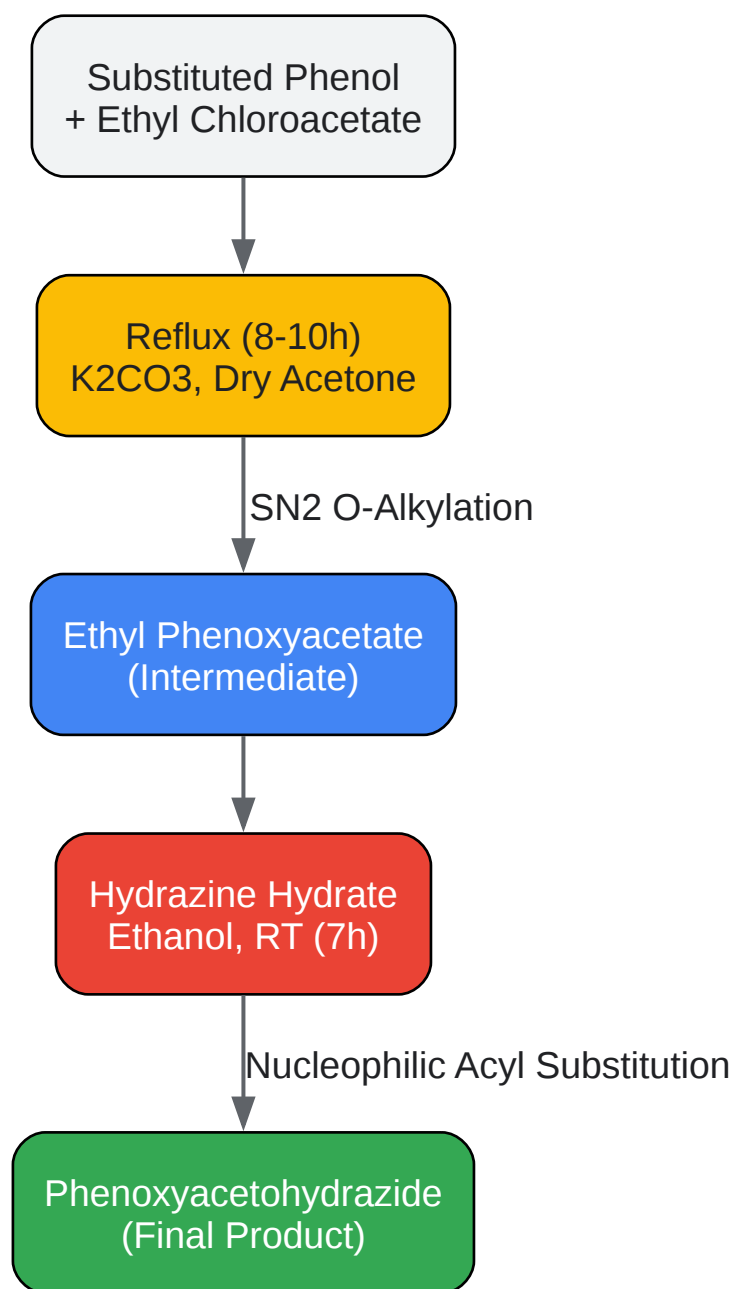 Substituted Phenol
+ Ethyl Chloroacetate
Reflux (8-10h)
K2CO3, Dry Acetone
SN2 O-Alkylation
Ethyl Phenoxyacetate
(Intermediate)
Hydrazine Hydrate
Ethanol, RT (7h)
Nucleophilic Acyl Substitution
Phenoxyacetohydrazide
(Final Product)